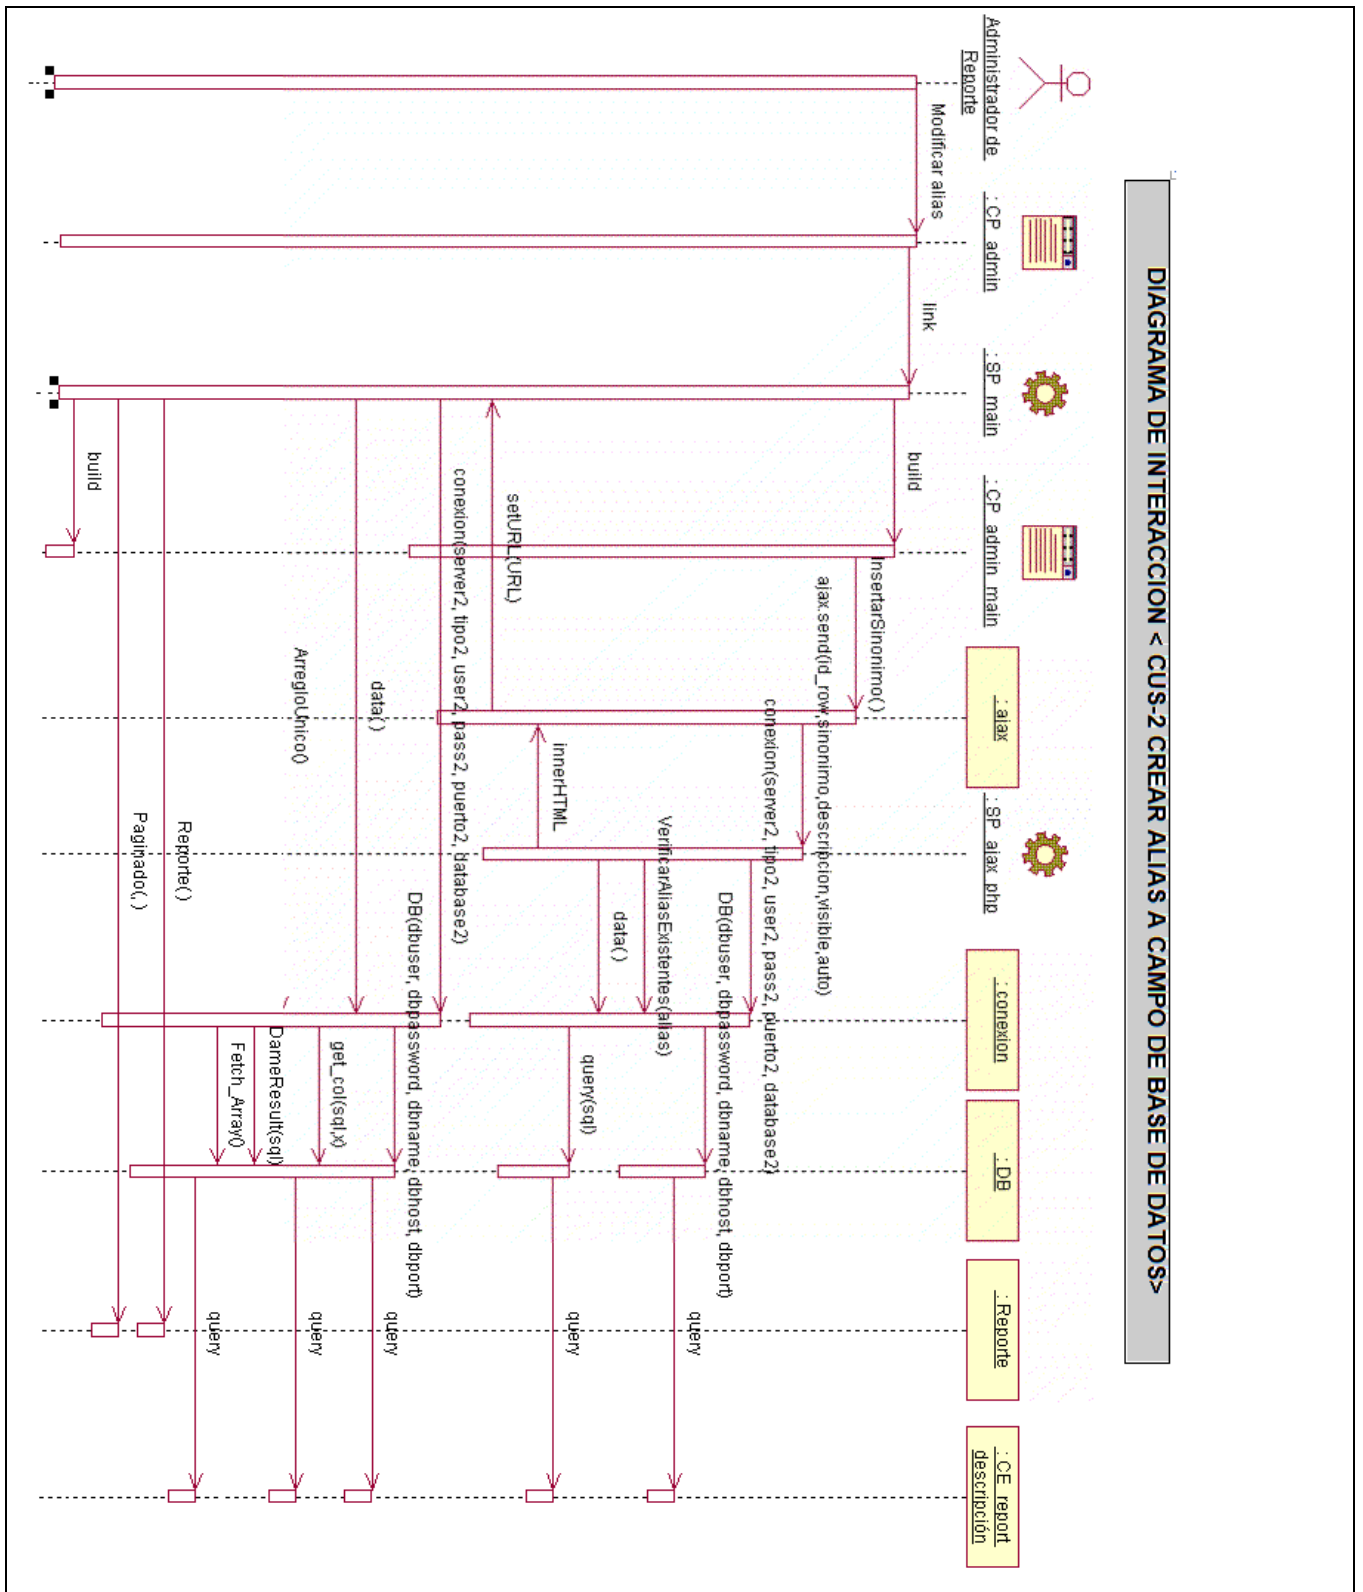 DIAGRAMA DE INTERACCION < CUS-2 CREAR ALIAS A CAMPO DE BASE DE DATOS>
Administrador de
Reporte
: CP_admin
: SP_main
: CP_admin_main
: ajax
: SP_ajax_php
: conexion
: DB
: Reporte
: CE_report
descripción
Modificar alias
link
build
InsertarSinonimo( )
ajax.send(id_row,sinonimo,descripcion,visible,auto)
conexion(server2, tipo2, user2, pass2, puerto2, database2)
DB(dbuser, dbpassword, dbname, dbhost, dbport)
query
VerificarAliasExistentes(alias)
data( )
query(sql)
query
innerHTML
setURL(URL)
conexion(server2, tipo2, user2, pass2, puerto2, database2)
DB(dbuser, dbpassword, dbname, dbhost, dbport)
query
data( )
get_col(sql,x)
query
ArregloUnico()
DameResult(sql)
Fetch_Array()
query
Reporte( )
Paginado(, )
build